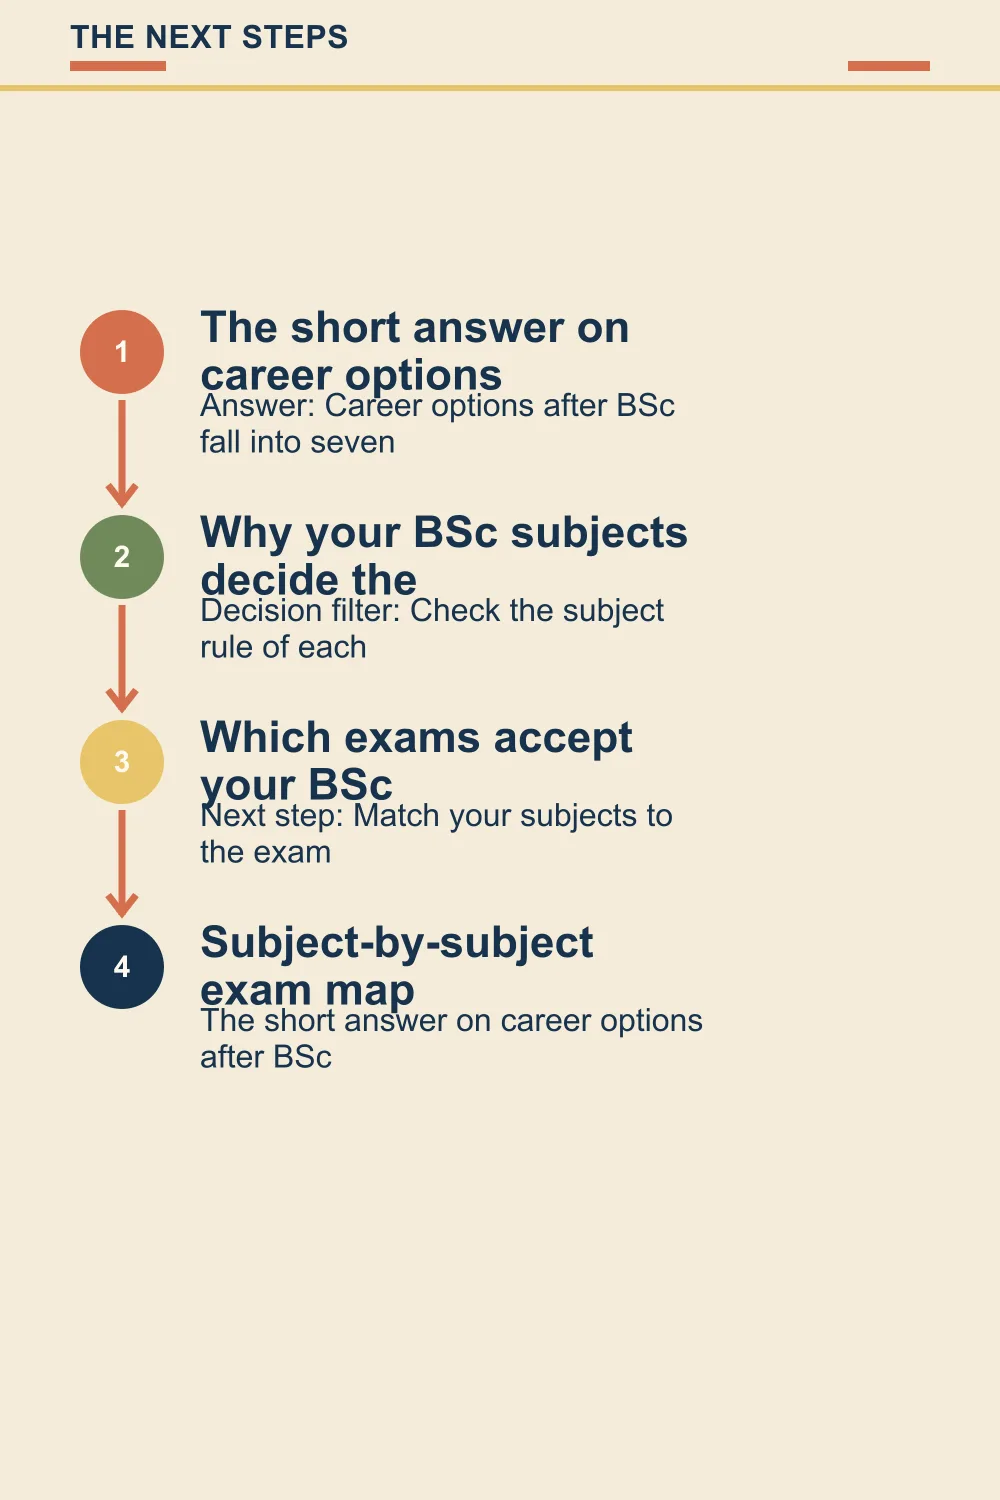 THE NEXT STEPS
1
The short answer on
career options
Answer: Career options after BSc
fall into seven
2
Why your BSc subjects
decide the
Decision filter: Check the subject
rule of each
3
Which exams accept
your BSc
Next step: Match your subjects to
the exam
4
Subject-by-subject
exam map
The short answer on career options
after BSc